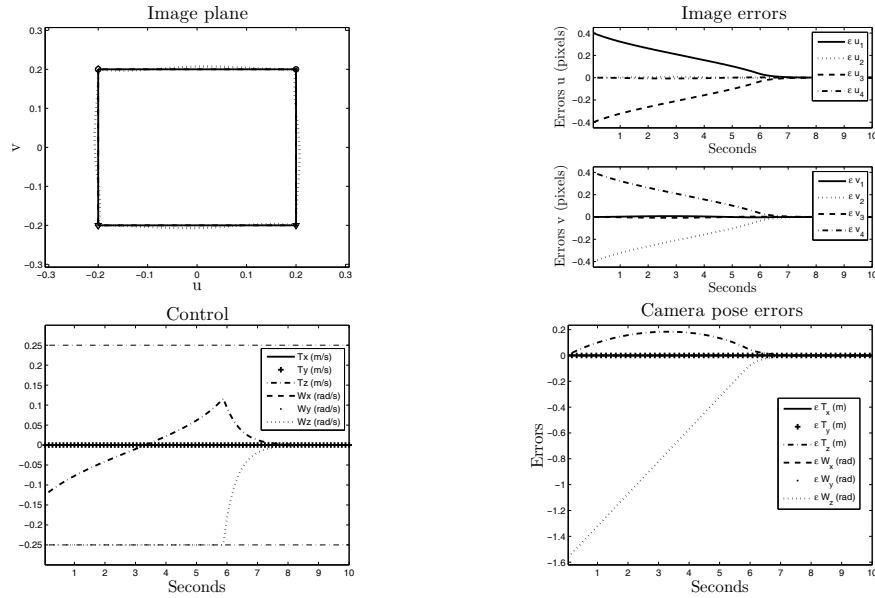 Image plane
0.3
0.2
0.1
0
−0.1
−0.2
−0.3
v
−0.3 −0.2 −0.1 0 0.1 0.2 0.3
u
Image errors
Errors u (pixels)
0.4
0.2
0
−0.2
−0.4
1 2 3 4 5 6 7 8 9 10
Seconds
ε u1
ε u2
ε u3
ε u4
Errors v (pixels)
0.4
0.2
0
−0.2
−0.4
1 2 3 4 5 6 7 8 9 10
Seconds
ε v1
ε v2
ε v3
ε v4
Control
0.25
0.2
0.15
0.1
0.05
0
−0.05
−0.1
−0.15
−0.2
−0.25
1 2 3 4 5 6 7 8 9 10
Seconds
Tx (m/s)
Ty (m/s)
Tz (m/s)
Wx (rad/s)
Wy (rad/s)
Wz (rad/s)
Camera pose errors
Errors
0.2
0
−0.2
−0.4
−0.6
−0.8
−1
−1.2
−1.4
−1.6
1 2 3 4 5 6 7 8 9 10
Seconds
ε Tx (m)
ε Ty (m)
ε Tz (m)
ε Wx (rad)
ε Wy (rad)
ε Wz (rad)